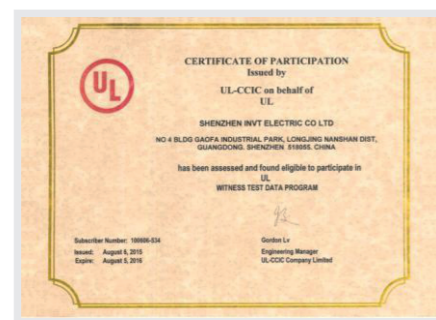 UL
CERTIFICATE OF PARTICIPATION
Issued by
UL-CCIC on behalf of
UL
SHENZHEN INVT ELECTRIC CO LTD
NO 4 BLDG GAOFA INDUSTRIAL PARK, LONGJING NANSHAN DIST,
GUANGDONG. SHENZHEN 518055. CHINA
has been assessed and found eligible to participate in
UL
WITNESS TEST DATA PROGRAM
Subscriber Number: 100606-534
Issued: August 6, 2015
Expire: August 5, 2016
Gordon Lv
Engineering Manager
UL-CCIC Company Limited